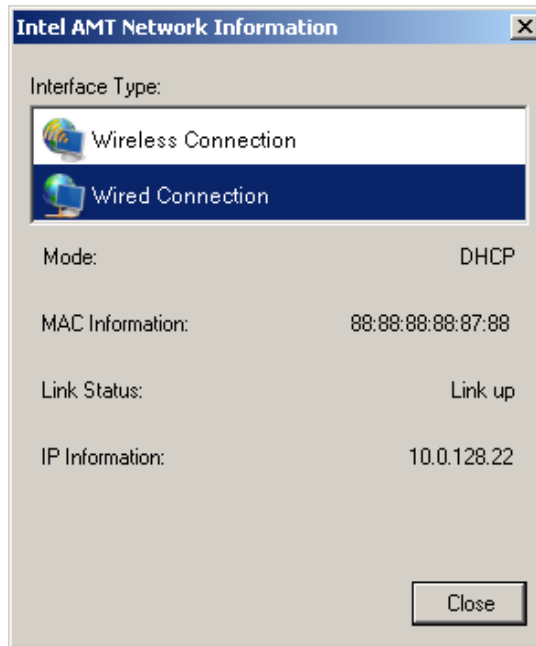 Intel AMT Network Information
Interface Type:
Wireless Connection
Wired Connection
Mode: DHCP
MAC Information: 88:88:88:88:87:88
Link Status: Link up
IP Information: 10.0.128.22
Close